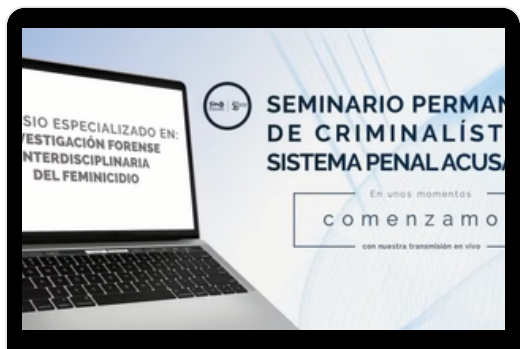 SIO ESPECIALIZADO EN:
VESTIGACIÓN FORENSE
NTERDISCIPLINARIA
DEL FEMINICIDIO
SEMINARIO PERMAN
DE CRIMINALÍST
SISTEMA PENAL ACUSA
En unos momentos
comenzamo
con nuestra transmisión en vivo